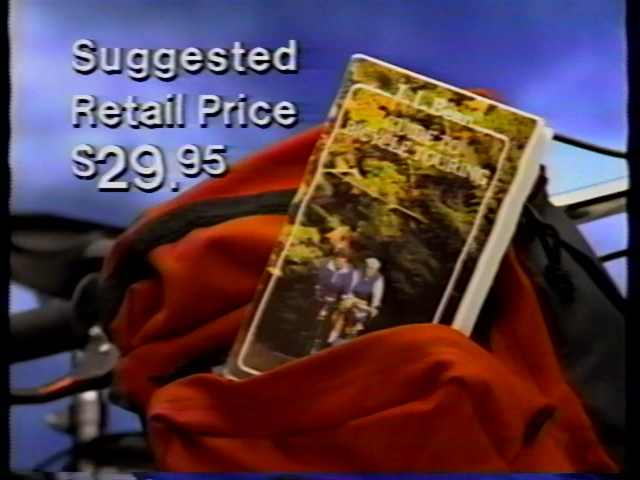 Suggested
Retail Price
$29.95
L.L.Bean
GUIDE TO
BICYCLE TOURING